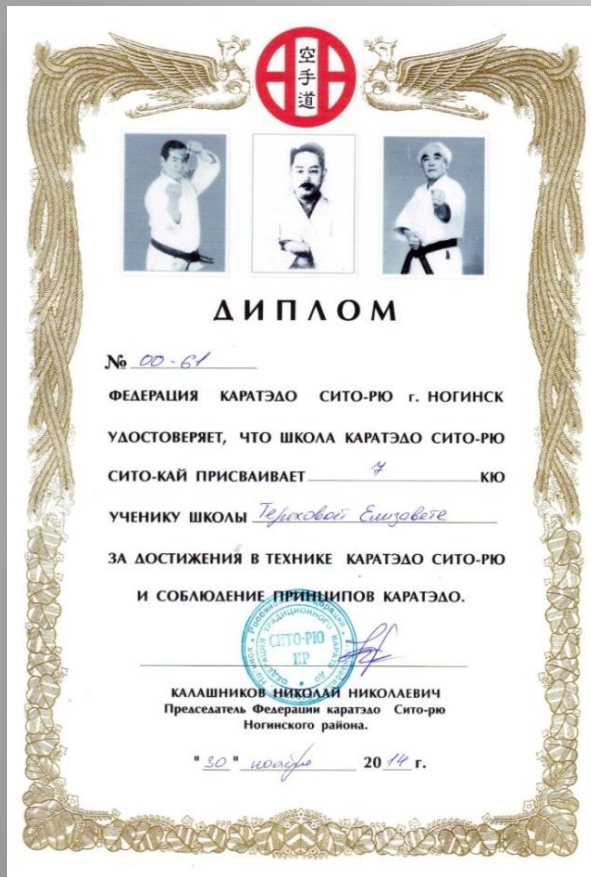 空
手
道
ДИПЛОМ
№ 00-61
ФЕДЕРАЦИЯ КАРАТЭДО СИТО-РЮ г. НОГИНСК
УДОСТОВЕРЯЕТ, ЧТО ШКОЛА КАРАТЭДО СИТО-РЮ
СИТО-КАЙ ПРИСВАИВАЕТ 7 КЮ
УЧЕНИКУ ШКОЛЫ Тереховой Елизавете
ЗА ДОСТИЖЕНИЯ В ТЕХНИКЕ КАРАТЭДО СИТО-РЮ
И СОБЛЮДЕНИЕ ПРИНЦИПОВ КАРАТЭДО.
СИТО-РЮ
НР
КАЛАШНИКОВ НИКОЛАЙ НИКОЛАЕВИЧ
Председатель Федерации каратэдо Сито-рю
Ногинского района.
"30" ноября 2014 г.